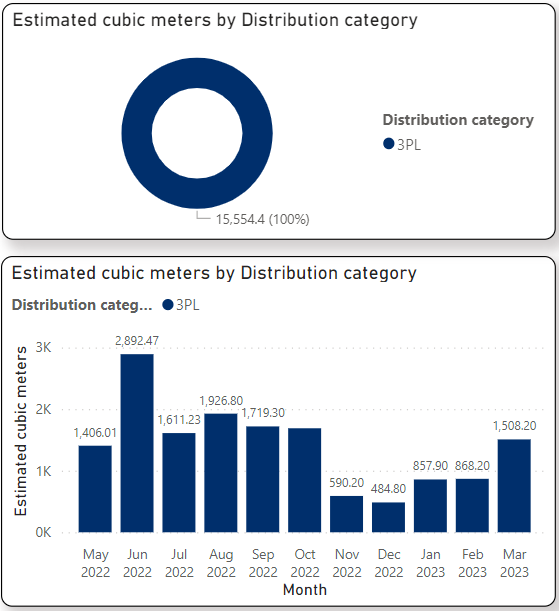 Estimated cubic meters by Distribution category
Distribution category
3PL
15,554.4 (100%)
Estimated cubic meters by Distribution category
Distribution categ... 3PL
Estimated cubic meters
3K
2K
1K
0K
1,406.01
2,892.47
1,611.23
1,926.80
1,719.30
590.20
484.80
857.90
868.20
1,508.20
May Jun Jul Aug Sep Oct Nov Dec Jan Feb Mar
2022 2022 2022 2022 2022 2022 2022 2022 2023 2023 2023
Month